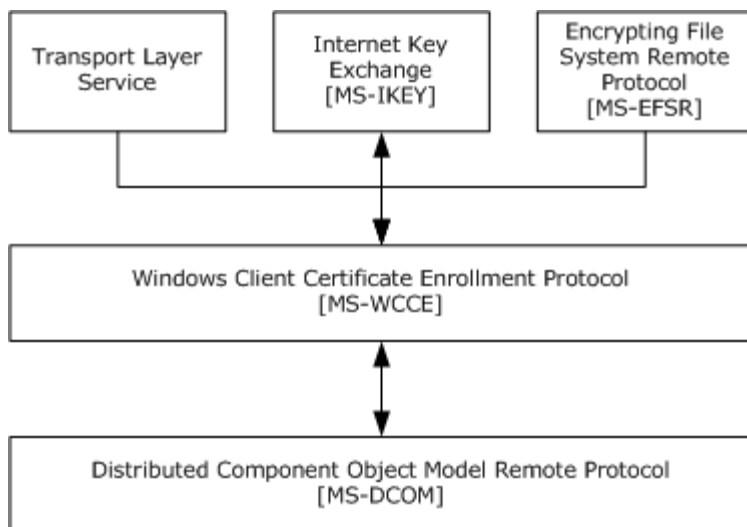 Transport Layer
Service
Internet Key
Exchange
[MS-IKEY]
Encrypting File
System Remote
Protocol
[MS-EFSR]
Windows Client Certificate Enrollment Protocol
[MS-WCCE]
Distributed Component Object Model Remote Protocol
[MS-DCOM]